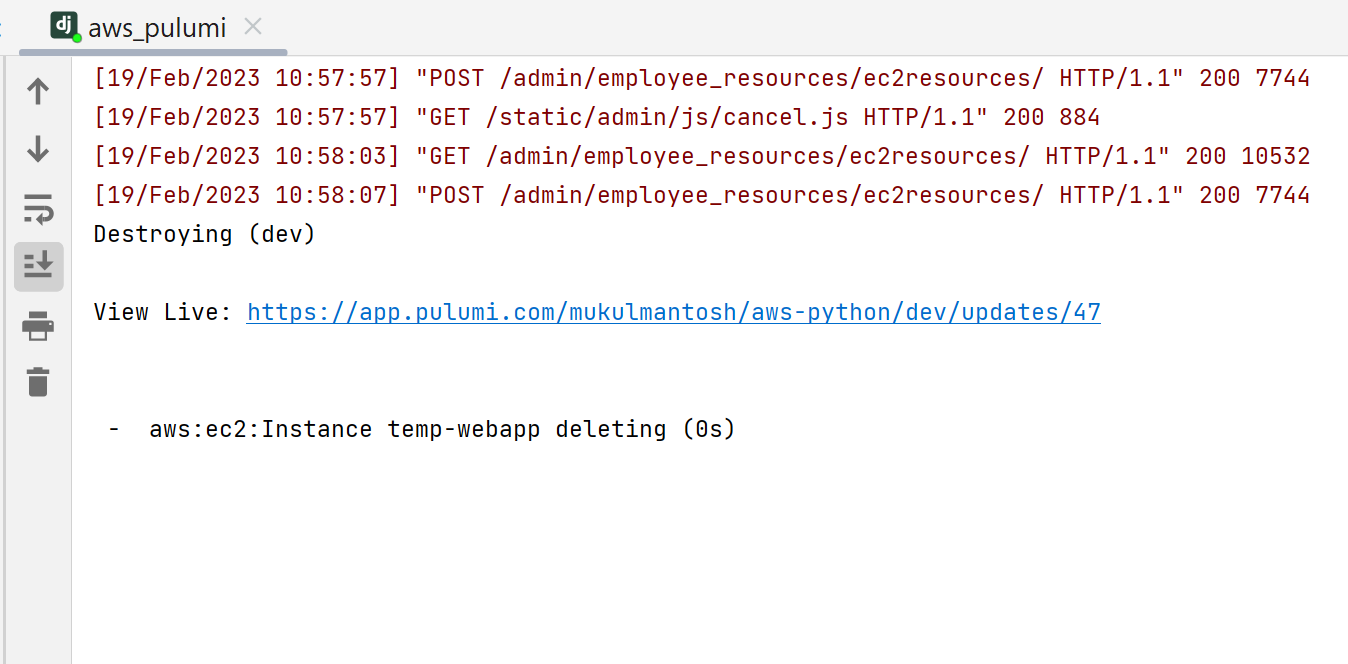 dj aws_pulumi
[19/Feb/2023 10:57:57] "POST /admin/employee_resources/ec2resources/ HTTP/1.1" 200 7744
[19/Feb/2023 10:57:57] "GET /static/admin/js/cancel.js HTTP/1.1" 200 884
[19/Feb/2023 10:58:03] "GET /admin/employee_resources/ec2resources/ HTTP/1.1" 200 10532
[19/Feb/2023 10:58:07] "POST /admin/employee_resources/ec2resources/ HTTP/1.1" 200 7744
Destroying (dev)
View Live: https://app.pulumi.com/mukulmantosh/aws-python/dev/updates/47
- aws:ec2:Instance temp-webapp deleting (0s)